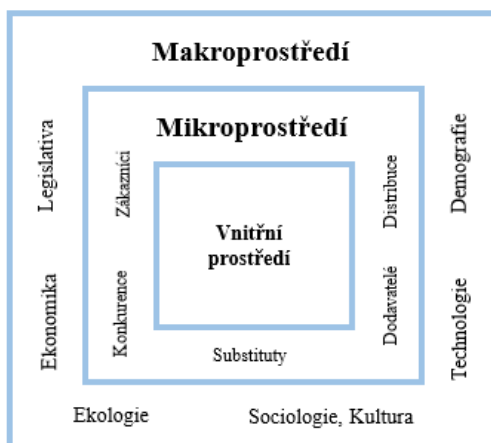 Makroprostředí
Mikroprostředí
Legislativa
Zákazníci
Distribuce
Demografie
Vnitřní
prostředí
Ekonomika
Konkurence
Dodavatelé
Technologie
Substituty
Ekologie
Sociologie, Kultura